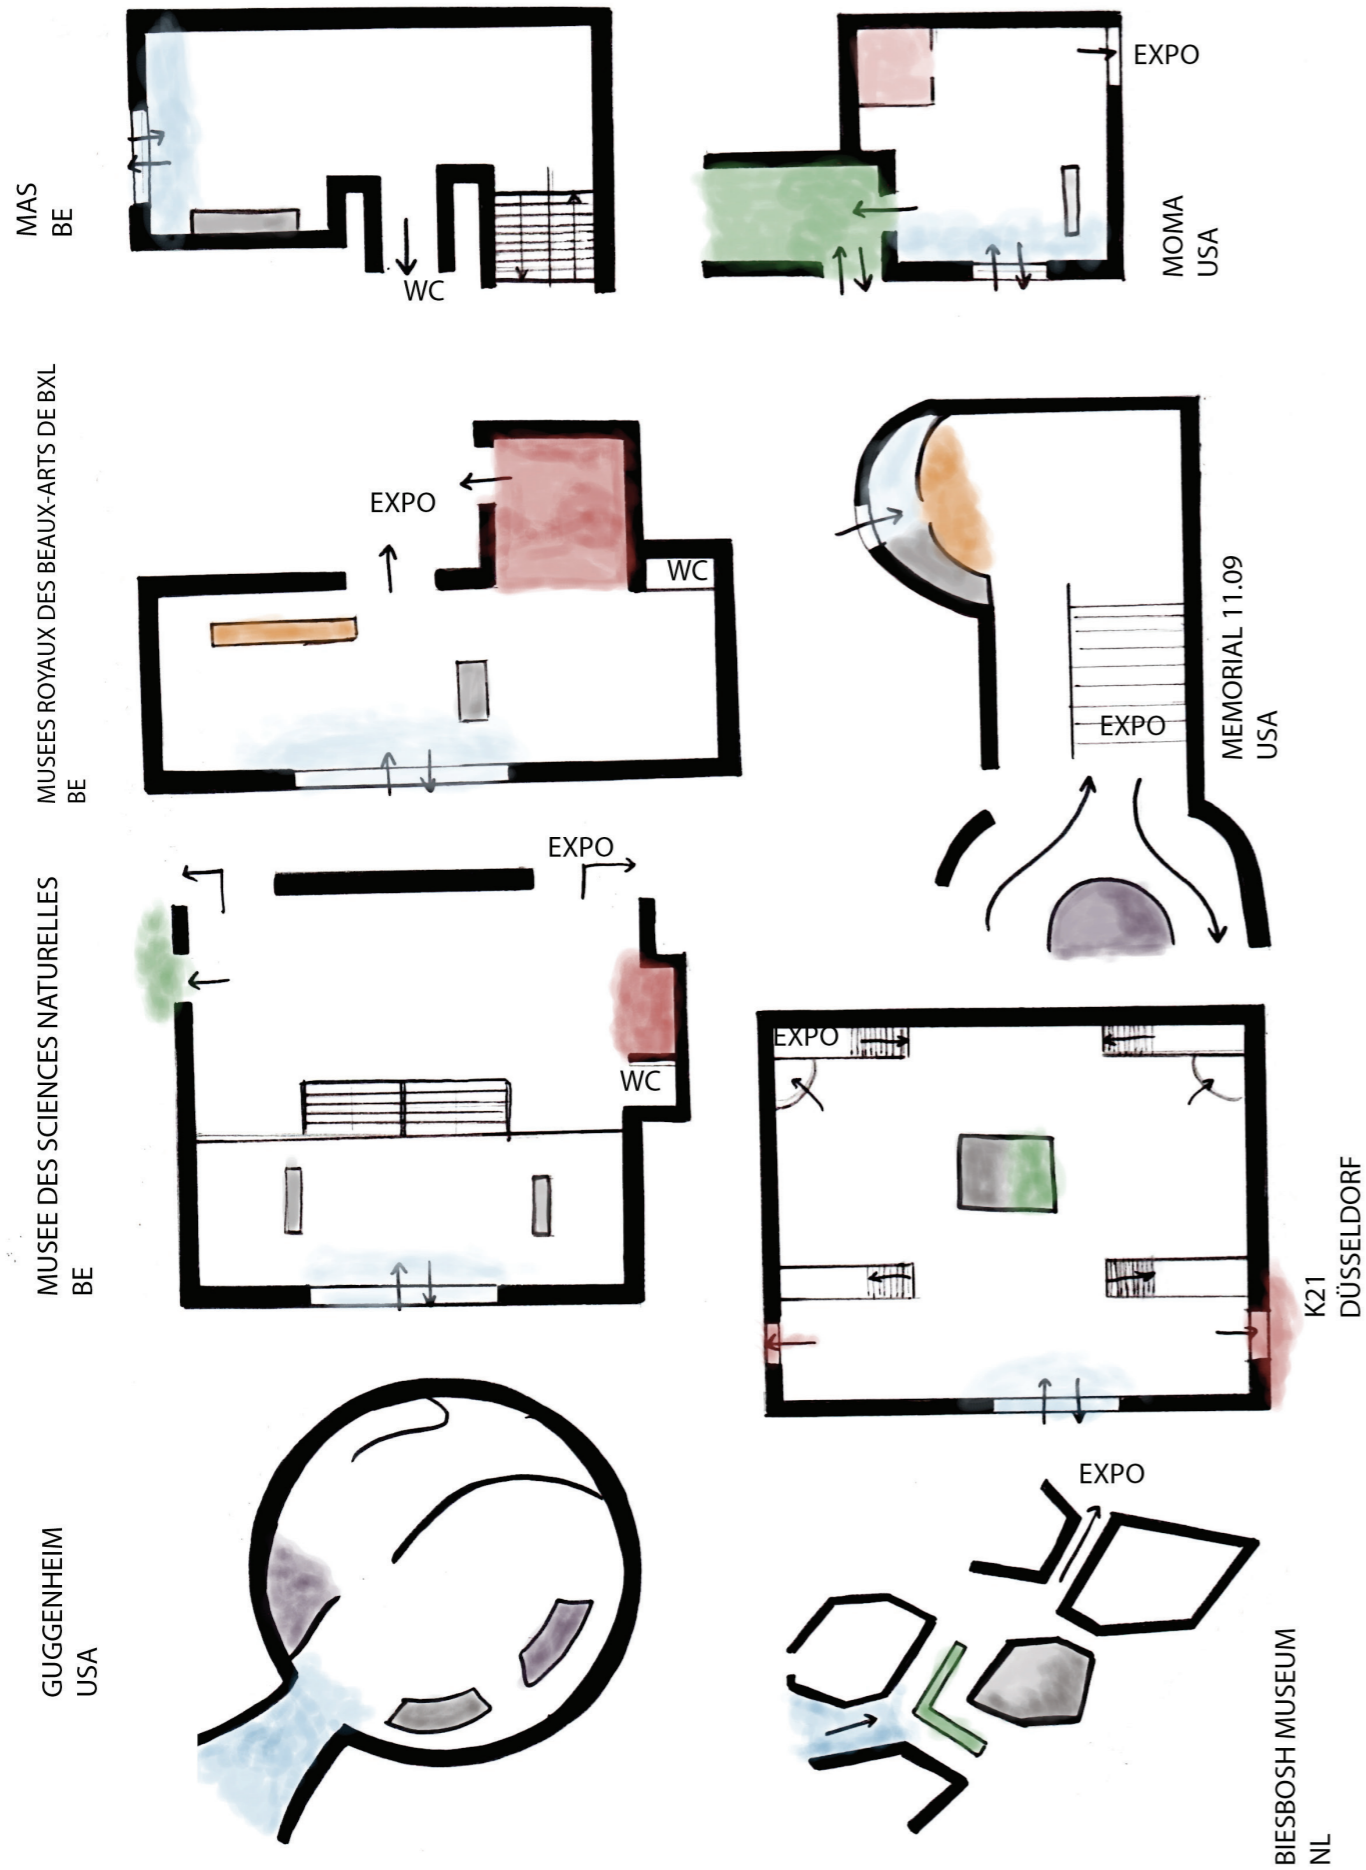 MAS
BE
WC
EXPO
MOMA
USA
MUSEES ROYAUX DES BEAUX-ARTS DE BXL
BE
EXPO
WC
EXPO
MEMORIAL 11.09
USA
MUSEE DES SCIENCES NATURELLES
BE
EXPO
WC
EXPO
K21
DÜSSELDORF
GUGGENHEIM
USA
EXPO
BIESBOSH MUSEUM
NL